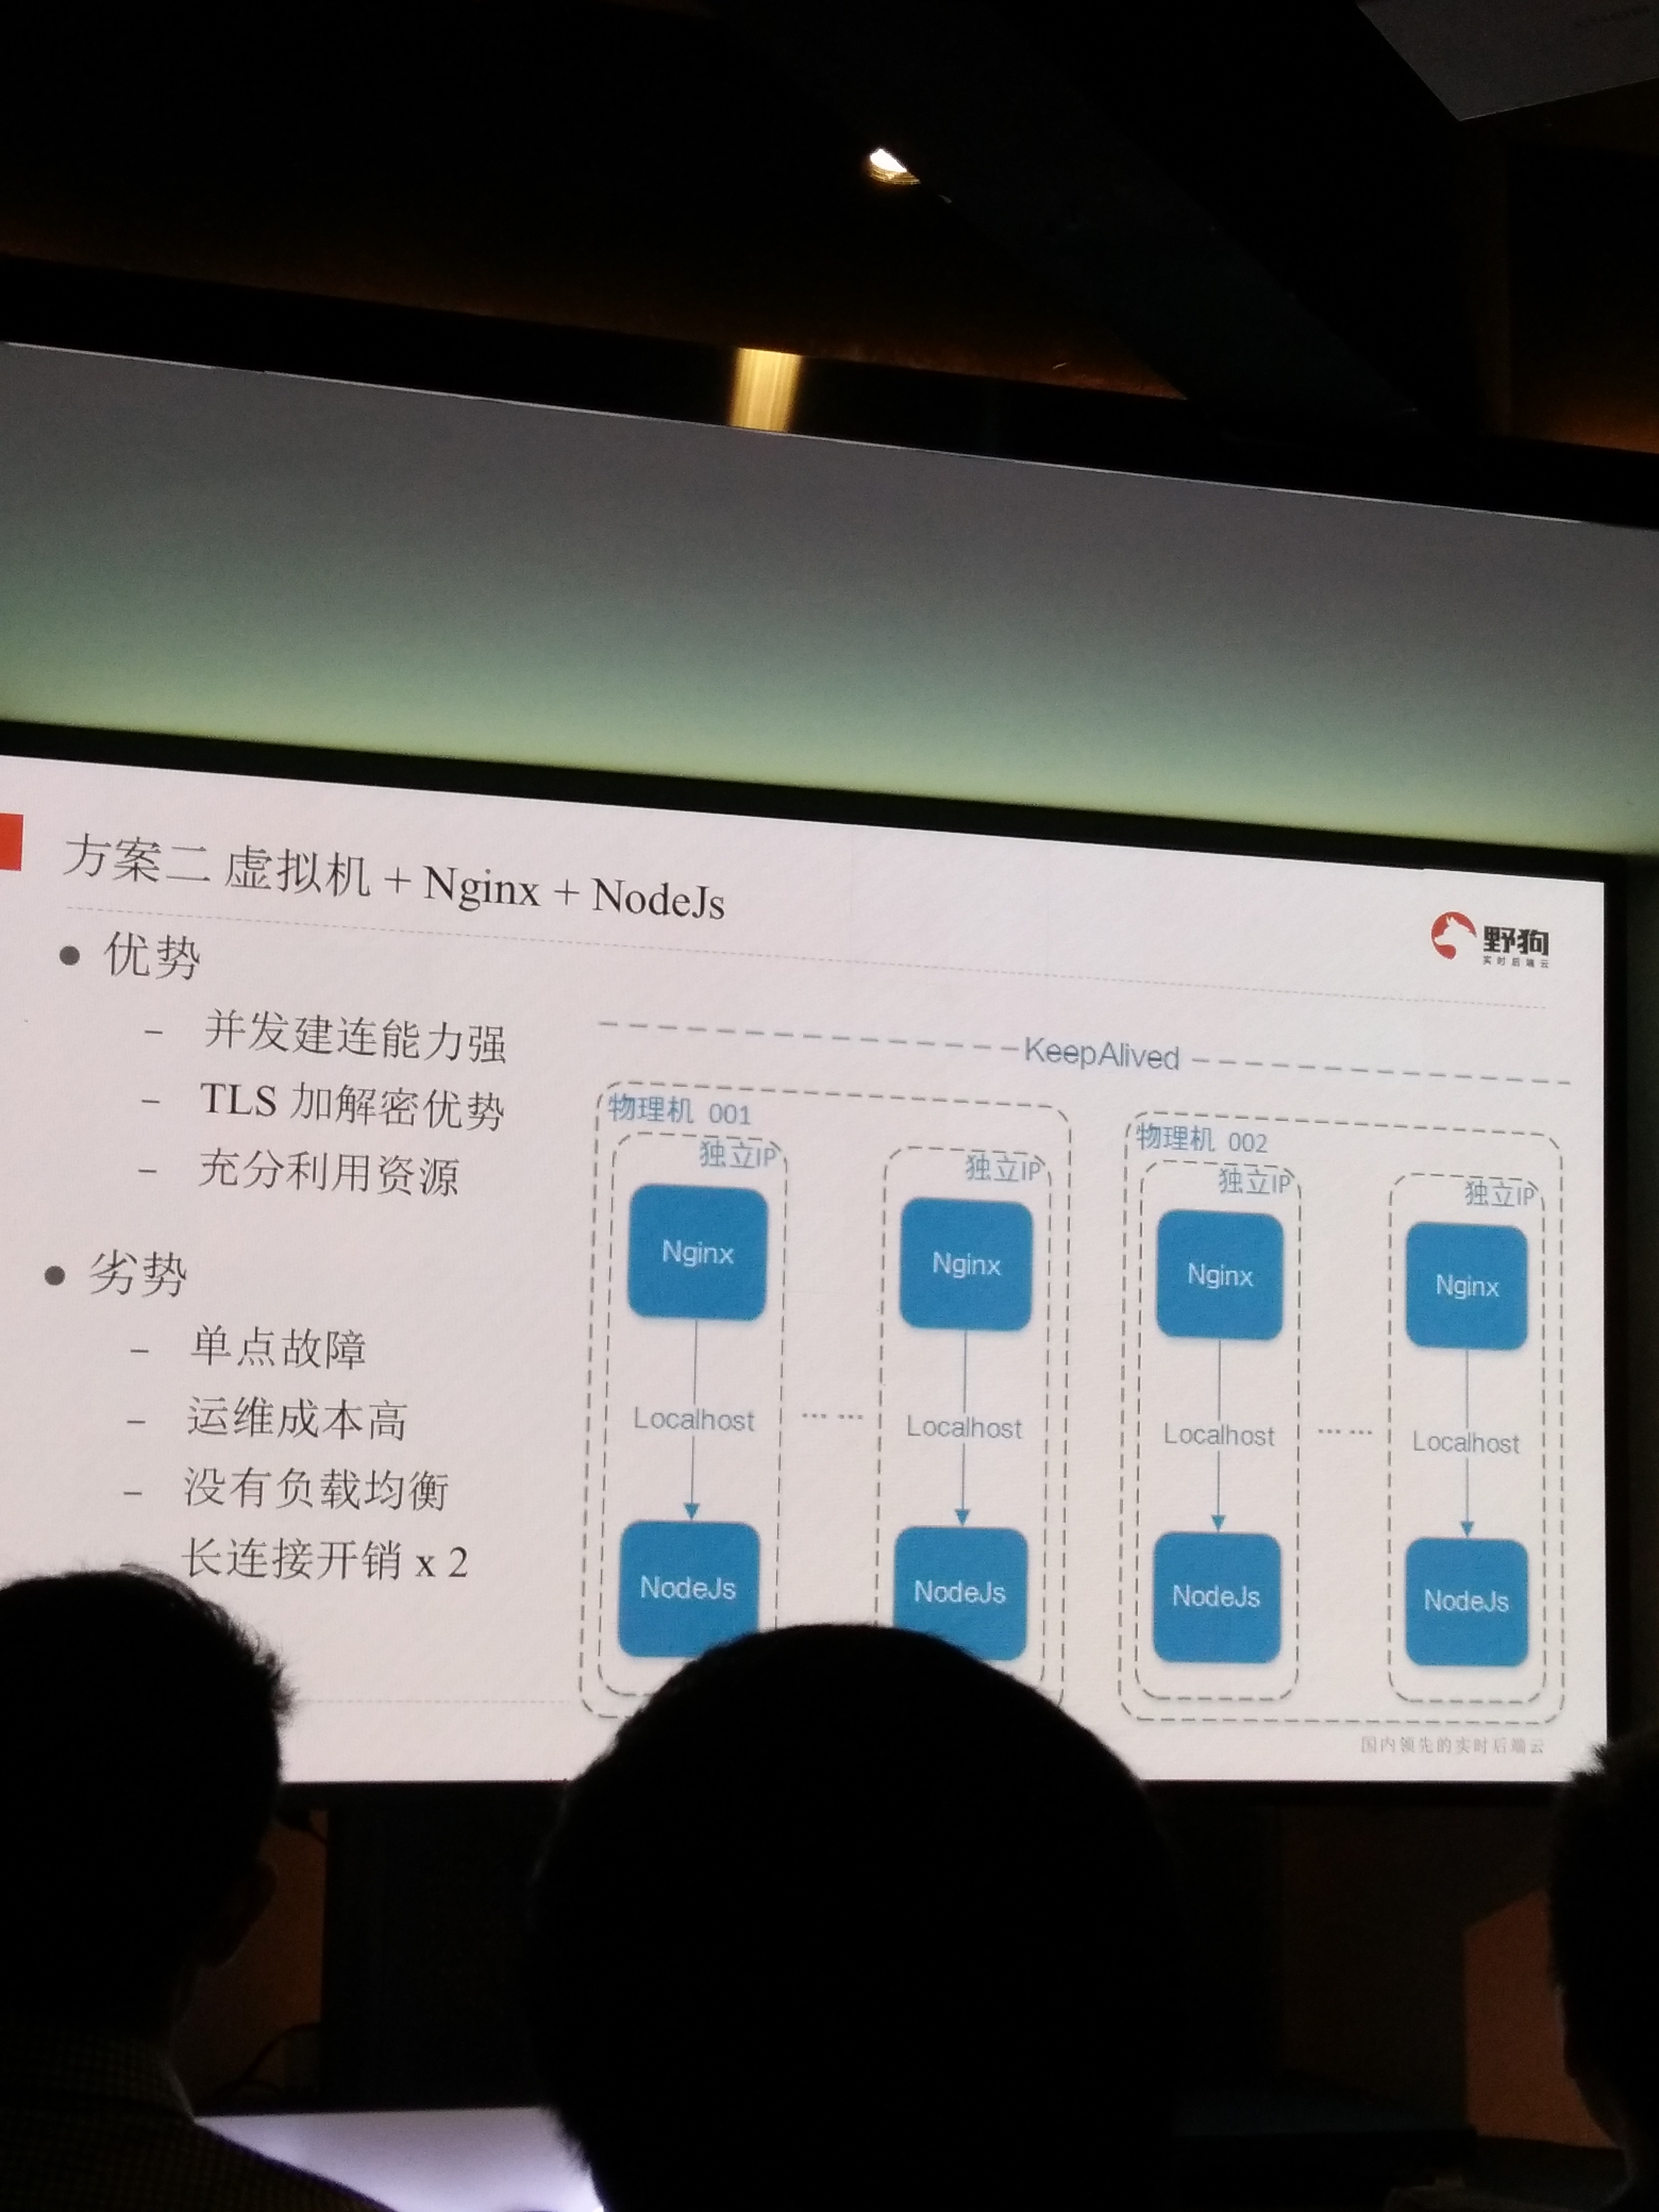 方案二 虚拟机 + Nginx + NodeJs
野狗
实时后端云
● 优势
– 并发建连能力强
– TLS 加解密优势
– 充分利用资源
● 劣势
– 单点故障
– 运维成本高
– 没有负载均衡
– 长连接开销 x 2
KeepAlived
物理机 001
独立IP
独立IP
物理机 002
独立IP
独立IP
Nginx
Nginx
Nginx
Nginx
Localhost
……
Localhost
Localhost
……
Localhost
NodeJs
NodeJs
NodeJs
NodeJs
国内领先的实时后端云